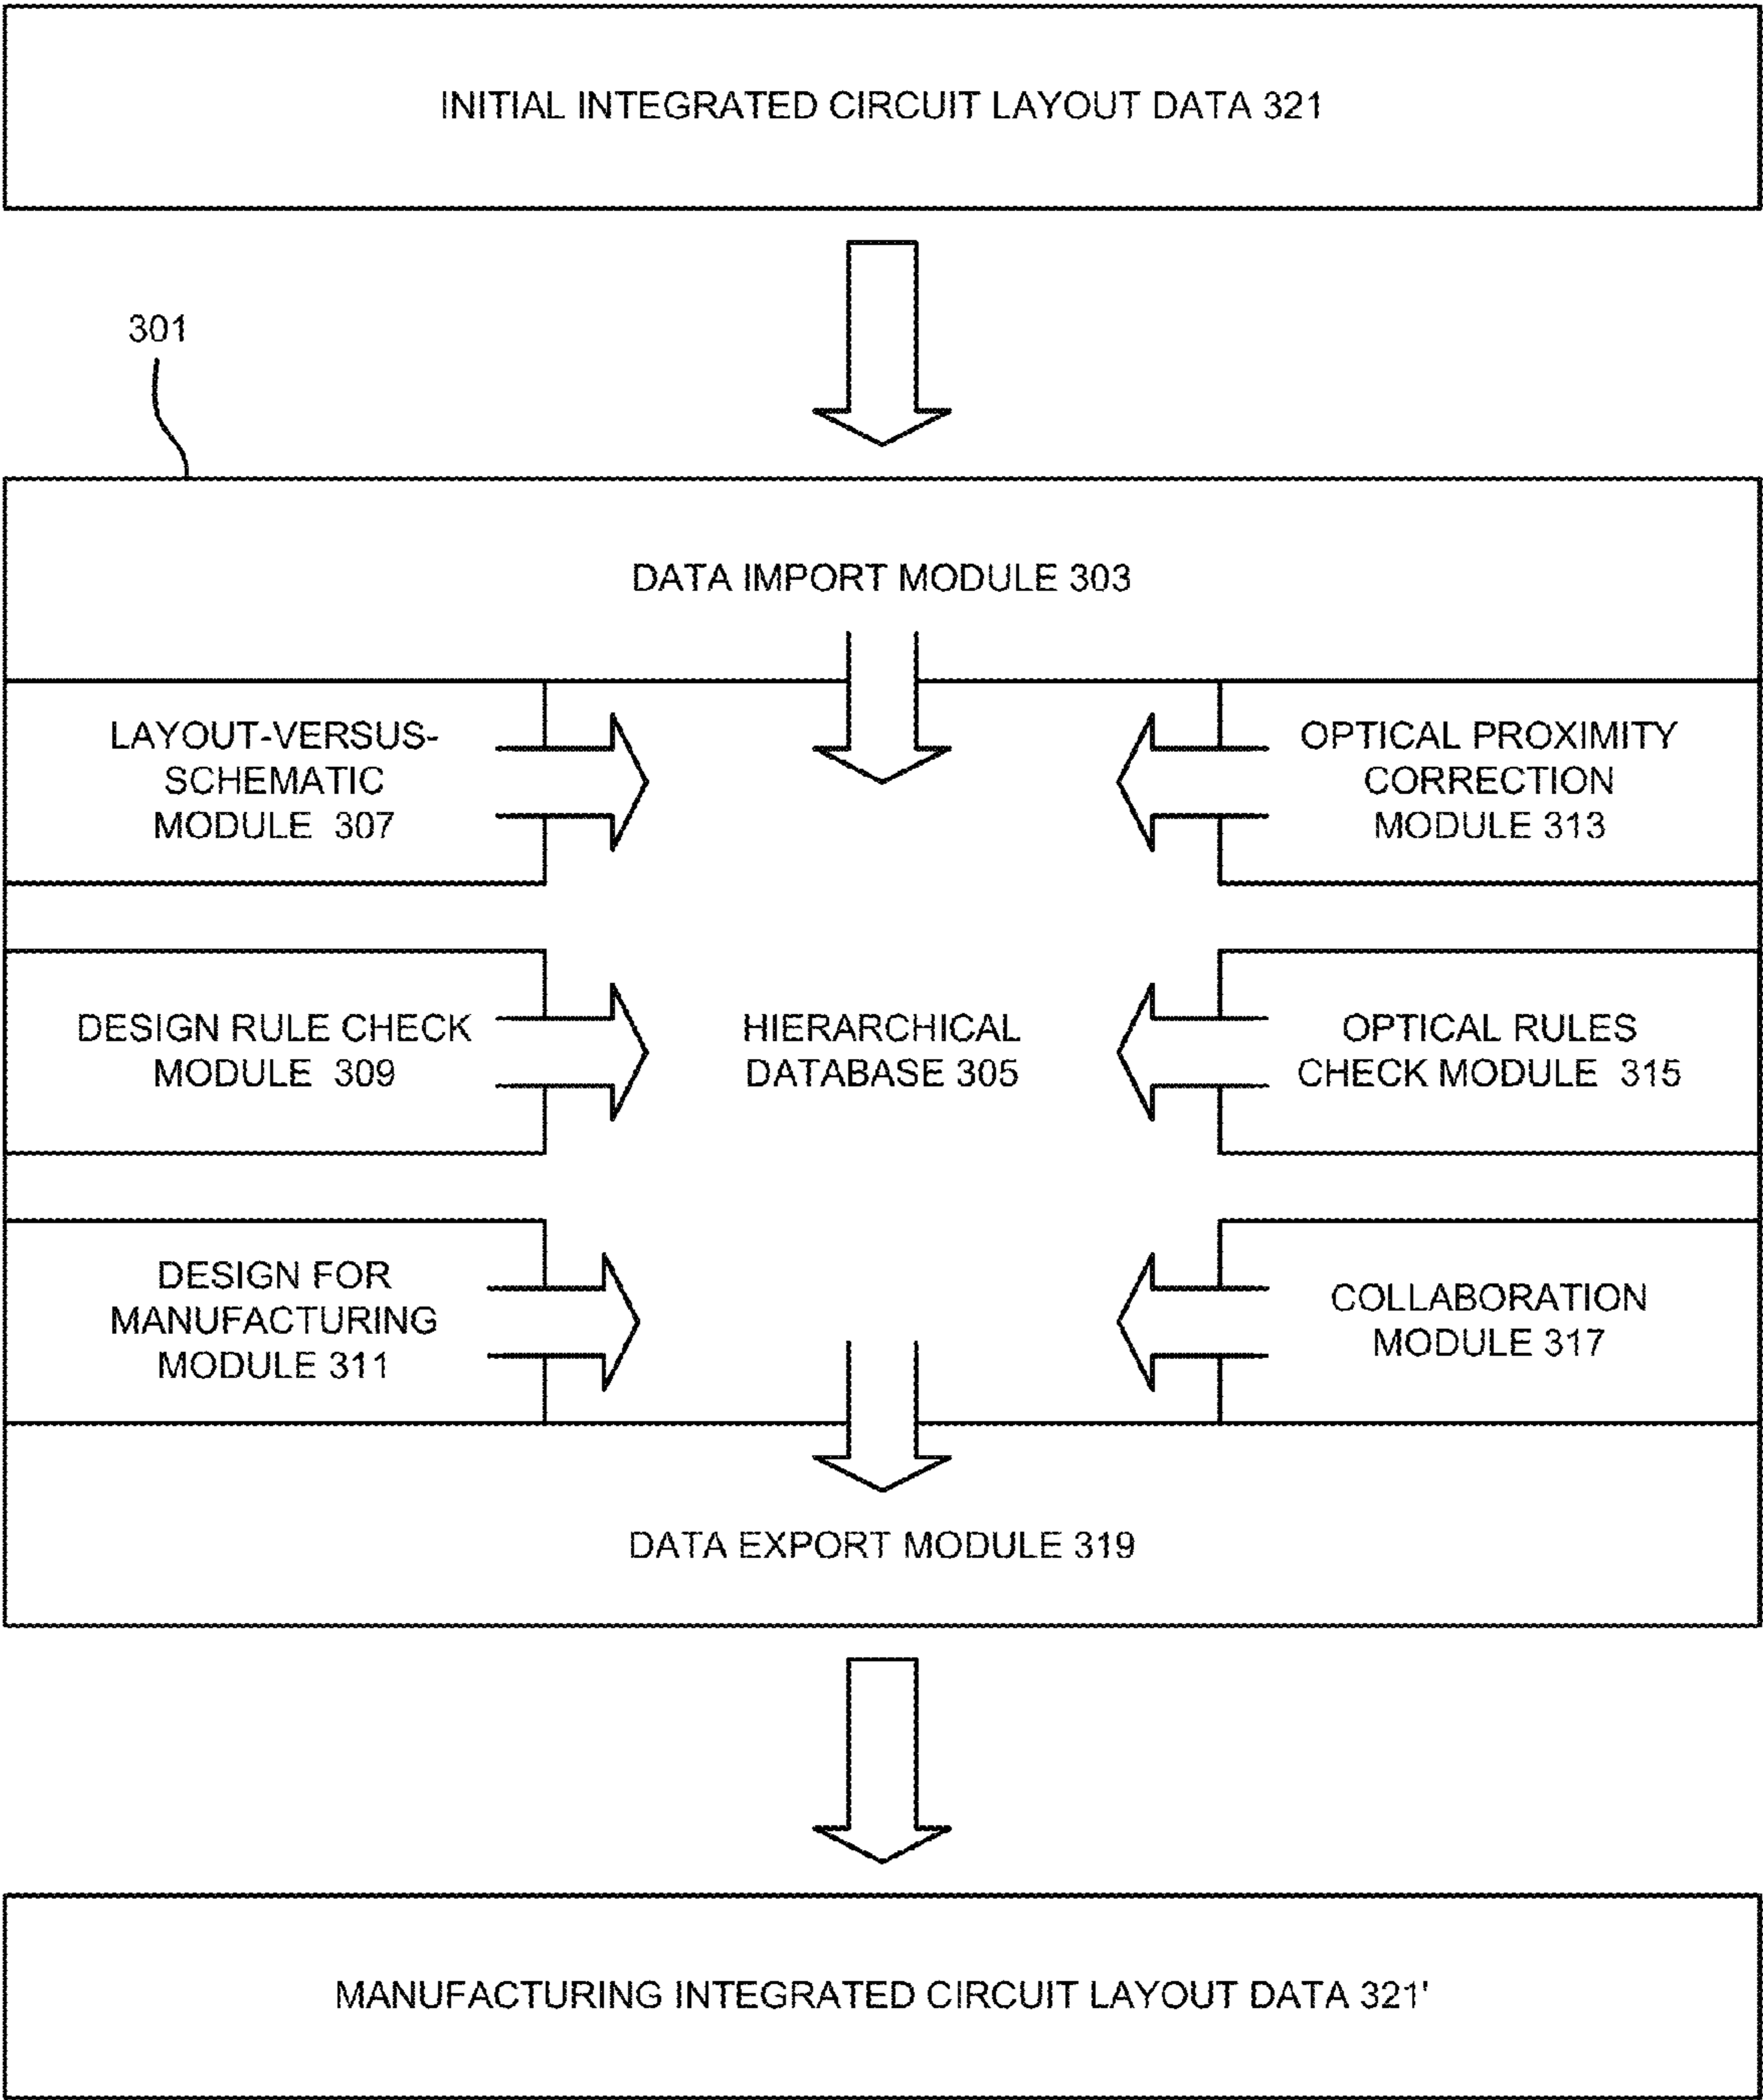 INITIAL INTEGRATED CIRCUIT LAYOUT DATA 321
301
DATA IMPORT MODULE 303
LAYOUT-VERSUS-
SCHEMATIC
MODULE 307
OPTICAL PROXIMITY
CORRECTION
MODULE 313
DESIGN RULE CHECK
MODULE 309
HIERARCHICAL
DATABASE 305
OPTICAL RULES
CHECK MODULE 315
DESIGN FOR
MANUFACTURING
MODULE 311
COLLABORATION
MODULE 317
DATA EXPORT MODULE 319
MANUFACTURING INTEGRATED CIRCUIT LAYOUT DATA 321'